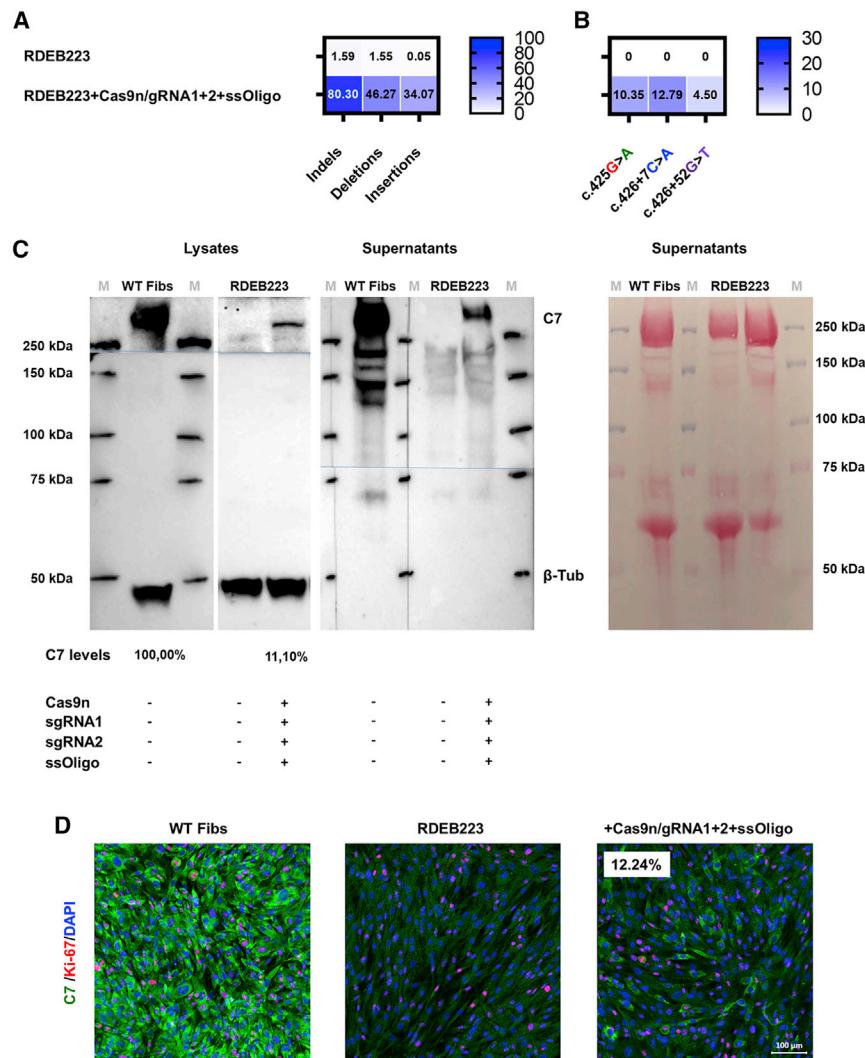 A
RDEB223
1.59 1.55 0.05
RDEB223+Cas9n/gRNA1+2+ssOligo
80.30 46.27 34.07
100
80
60
40
20
0
Indels
Deletions
Insertions
B
0 0 0
10.35 12.79 4.50
30
20
10
0
c.425G>A
c.426+7C>A
c.426+52G>T
C
Lysates
M WT Fibs M RDEB223
250 kDa
150 kDa
100 kDa
75 kDa
50 kDa
Supernatants
M WT Fibs M RDEB223 M
C7
β-Tub
Supernatants
M WT Fibs M RDEB223 M
250 kDa
150 kDa
100 kDa
75 kDa
50 kDa
C7 levels 100,00% 11,10%
Cas9n - - + - - +
sgRNA1 - - + - - +
sgRNA2 - - + - - +
ssOligo - - + - - +
D
WT Fibs RDEB223 +Cas9n/gRNA1+2+ssOligo
C7 /Ki-67/DAPI
12.24%
100 µm